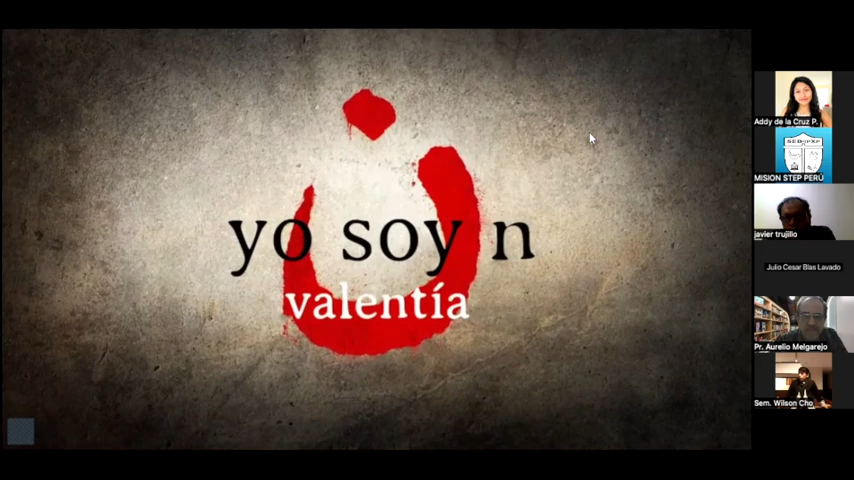 ن
yo soy n
valentía
Addy de la Cruz P.
MISION STEP PERÚ
javier trujillo
Julio Cesar Blas Lavado
Pr. Aurelio Melgarejo
Sem. Wilson Cho